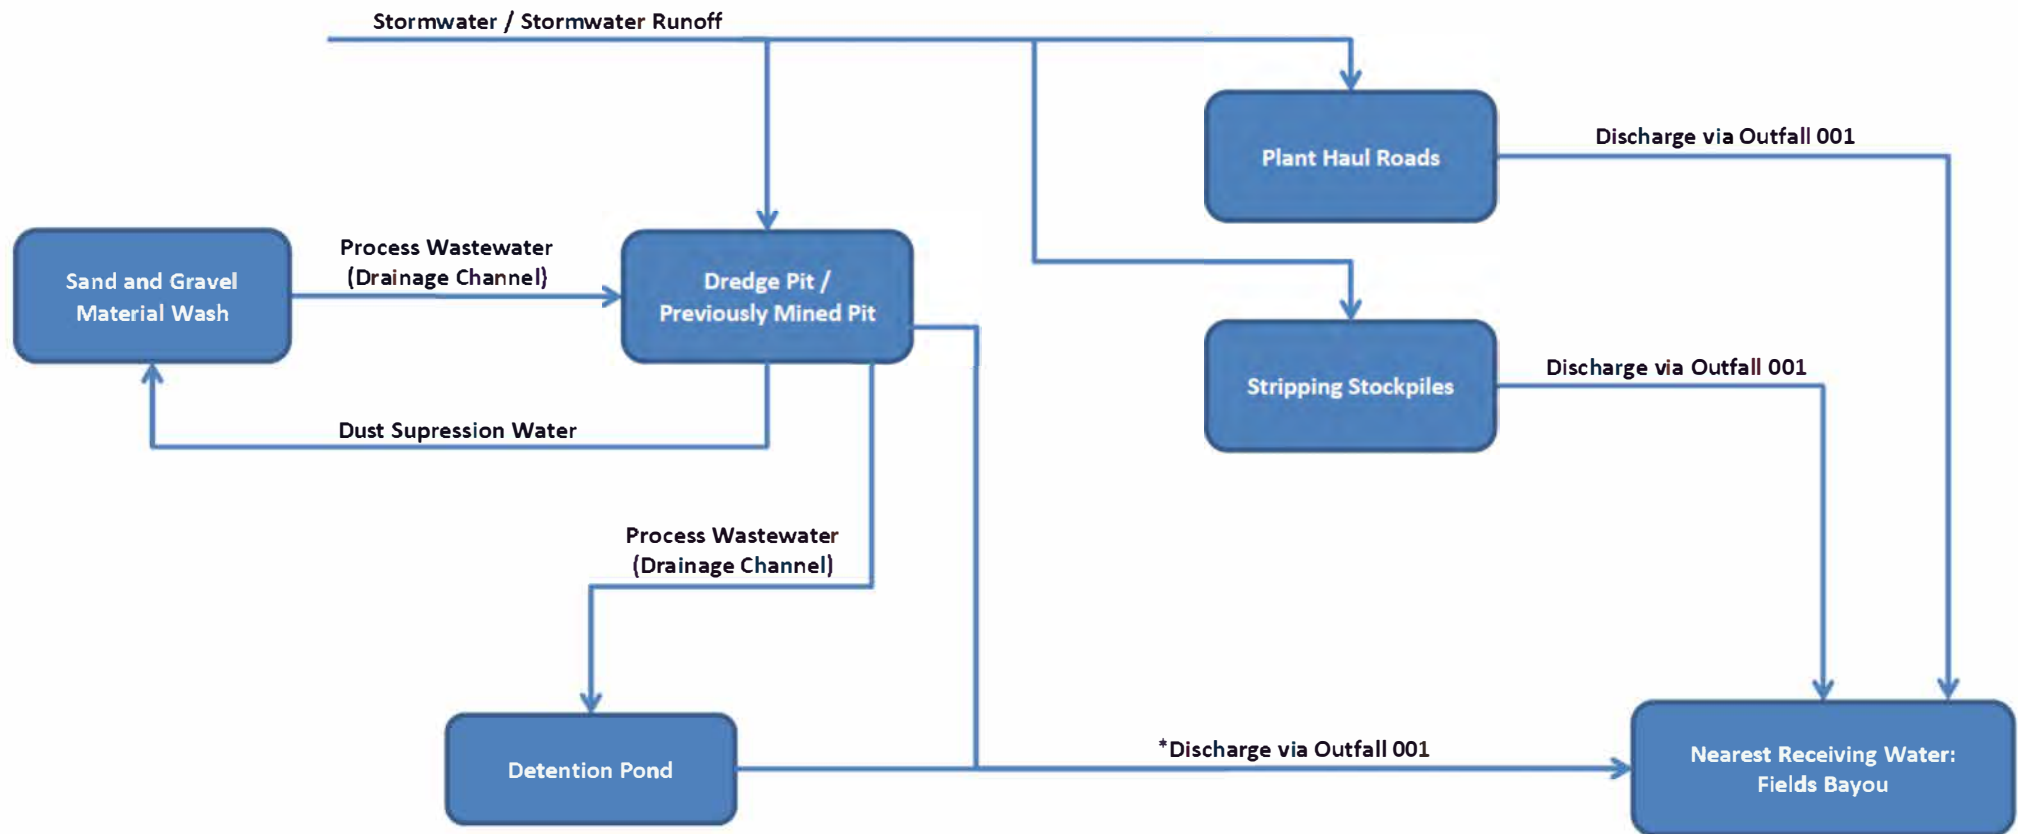 Stormwater / Stormwater Runoff
Plant Haul Roads
Discharge via Outfall 001
Sand and Gravel
Material Wash
Process Wastewater
(Drainage Channel)
Dredge Pit /
Previously Mined Pit
Stripping Stockpiles
Discharge via Outfall 001
Dust Supression Water
Process Wastewater
(Drainage Channel)
Detention Pond
*Discharge via Outfall 001
Nearest Receiving Water:
Fields Bayou